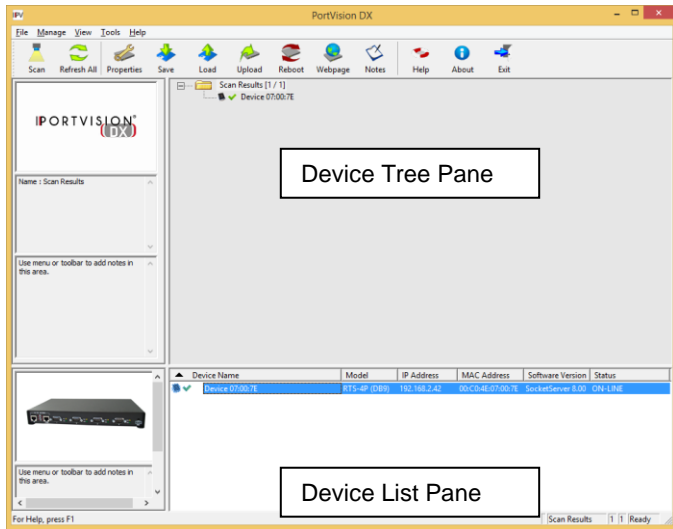 PortVision DX
File Manage View Tools Help
Scan Refresh All Properties Save Load Upload Reboot Webpage Notes Help About Exit
Scan Results [1 / 1]
Device 07:00:7E
PORTVISION®
(DX)
Device Tree Pane
Name : Scan Results
Use menu or toolbar to add notes in
this area.
Device Name Model IP Address MAC Address Software Version Status
Device 07:00:7E RTS-4P (DB9) 192.168.2.42 00:C0:4E:07:00:7E SocketServer 8.00 ON-LINE
Use menu or toolbar to add notes in
this area.
Device List Pane
For Help, press F1 Scan Results 1 1 Ready